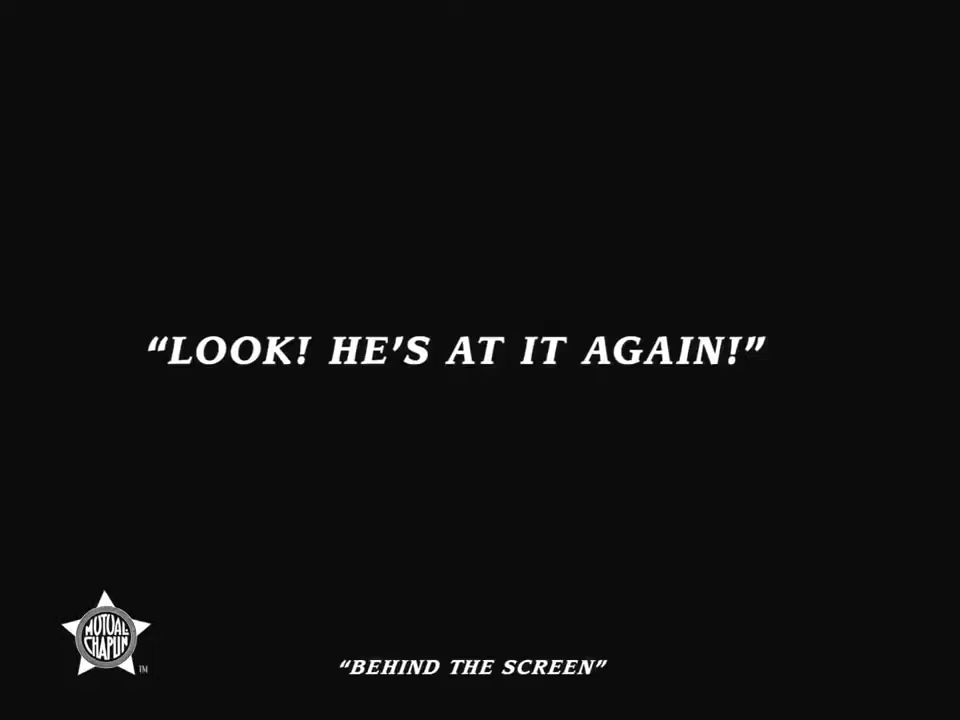 “LOOK! HE’S AT IT AGAIN!”
MUTUAL
CHAPLIN
TM
“BEHIND THE SCREEN”